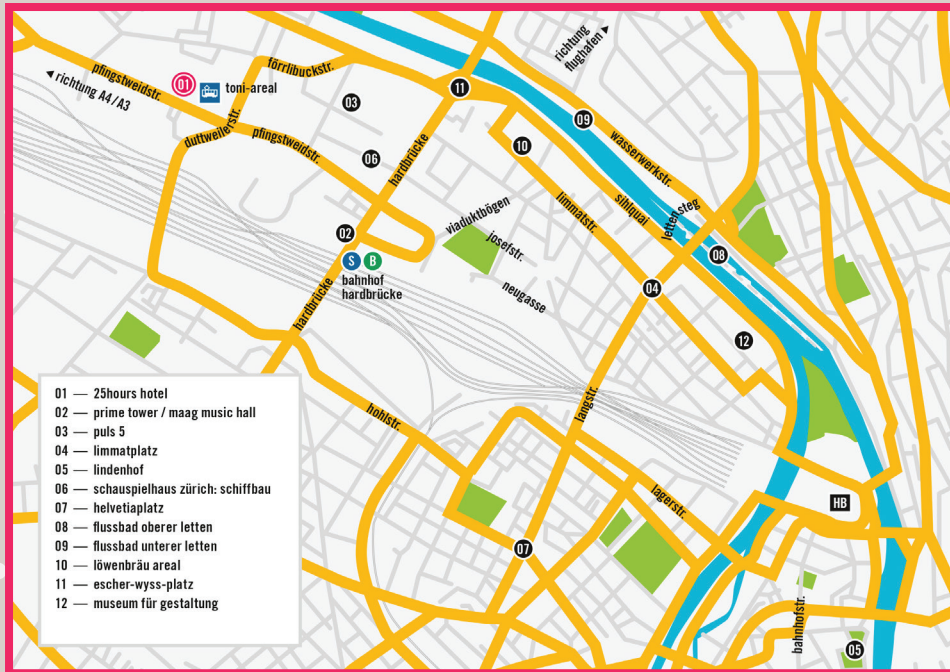 richtung
flughafen
pfingstweidstr.
förrlibuckstr.
richtung A4/A3
01
toni-areal
11
03
duttweilerstr.
pfingstweidstr.
09
wasserwerkstr.
10
06
hardbrücke
limmatstr.
sihlquai
lettensteg
viaduktbögen
josefstr.
02
08
S B
bahnhof
hardbrücke
neugasse
04
hardbrücke
12
hohlstr.
langstr.
01 — 25hours hotel
02 — prime tower / maag music hall
03 — puls 5
04 — limmatplatz
05 — lindenhof
06 — schauspielhaus zürich: schiffbau
07 — helvetiaplatz
08 — flussbad oberer letten
09 — flussbad unterer letten
10 — löwenbräu areal
11 — escher-wyss-platz
12 — museum für gestaltung
lagerstr.
HB
07
bahnhofstr.
05